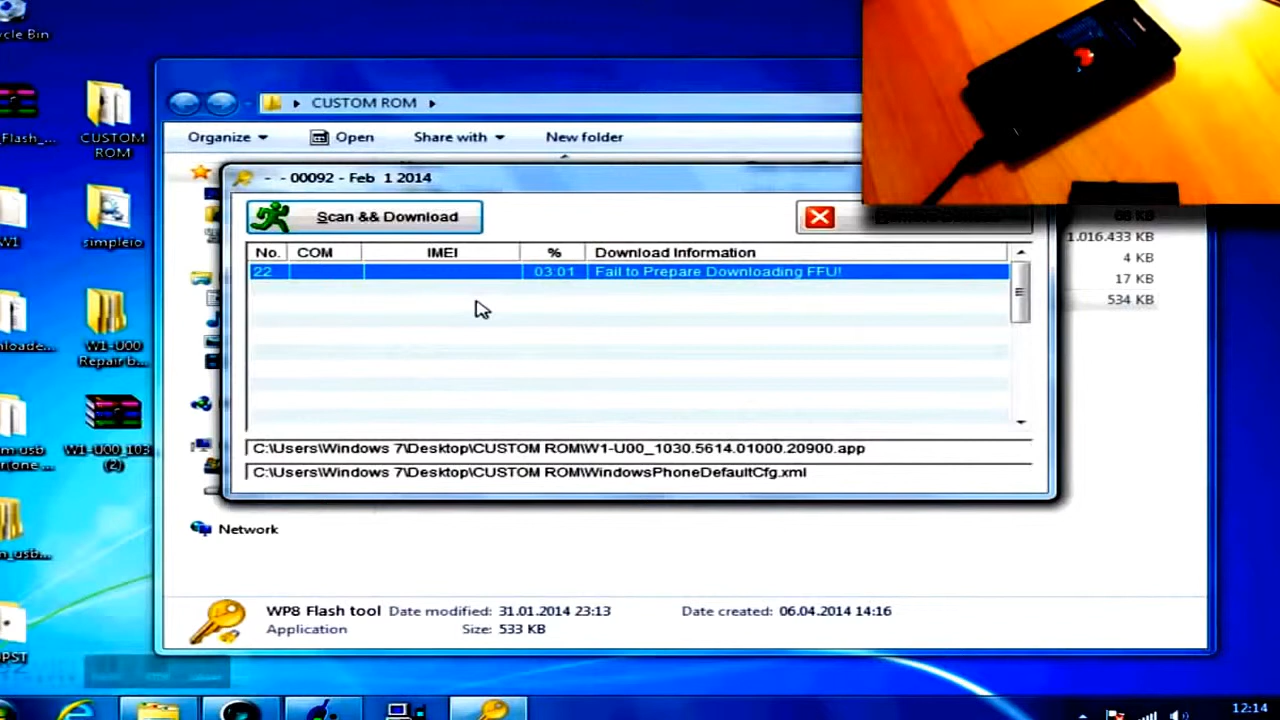 cycle Bin
CUSTOM ROM
Organize
Open
Share with
New folder
_Flash_...
CUSTOM
ROM
- - 00092 - Feb 1 2014
Scan && Download
No.
COM
IMEI
%
Download Information
22
03:01
Fail to Prepare Downloading FFU!
68 KB
1.016.433 KB
4 KB
17 KB
534 KB
W1
simpleio
W1-U00
Repair b...
W1-U00_103
(2)
C:\Users\Windows 7\Desktop\CUSTOM ROM\W1-U00_1030.5614.01000.20900.app
C:\Users\Windows 7\Desktop\CUSTOM ROM\WindowsPhoneDefaultCfg.xml
Network
WP8 Flash tool
Date modified: 31.01.2014 23:13
Date created: 06.04.2014 14:16
Application
Size: 533 KB
12:14